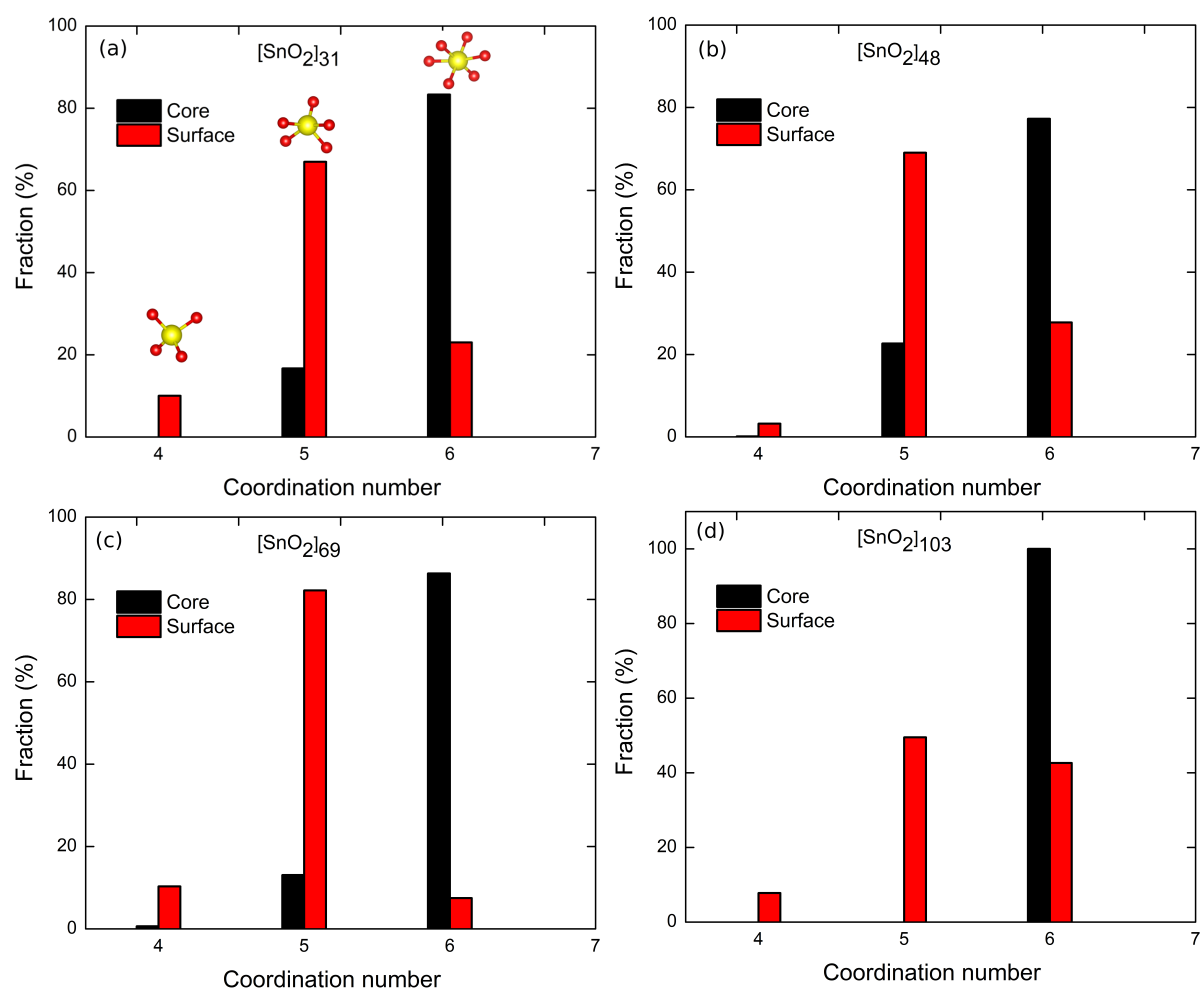 (a)
[SnO2]31
Core
Surface
100
80
60
40
20
0
Fraction (%)
4 5 6 7
Coordination number
(b)
[SnO2]48
Core
Surface
100
80
60
40
20
0
Fraction (%)
4 5 6 7
Coordination number
(c)
[SnO2]69
Core
Surface
100
80
60
40
20
0
Fraction (%)
4 5 6 7
Coordination number
(d)
[SnO2]103
Core
Surface
100
80
60
40
20
0
Fraction (%)
4 5 6 7
Coordination number